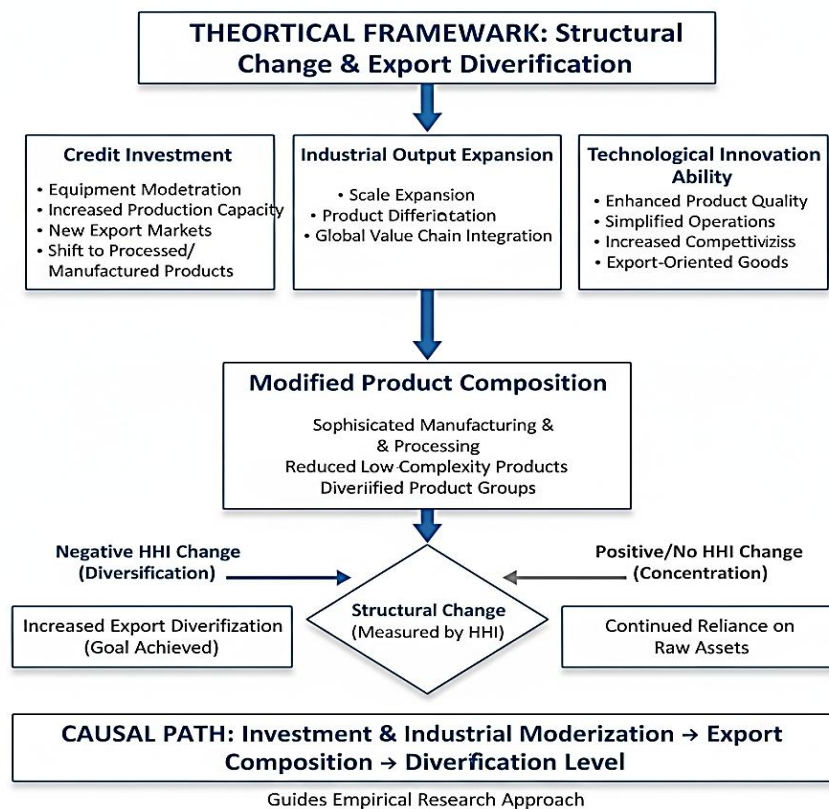 THEORTICAL FRAMEWARK: Structural
Change & Export Diverification
Credit Investment
• Equipment Modetration
• Increased Production Capacity
• New Export Markets
• Shift to Processed/
Manufactured Products
Industrial Output Expansion
• Scale Expansion
• Product Differiotation
• Global Value Chain Integration
Technological Innovation
Ability
• Enhanced Product Quality
• Simplified Operations
• Increased Compettiviziss
• Export-Oriented Goods
Modified Product Composition
Sophisicated Manufacturing &
& Processing
Reduced Low-Complexity Products
Diveriified Product Groups
Negative HHI Change
(Diversification)
Positive/No HHI Change
(Concentration)
Structural Change
(Measured by HHI)
Increased Export Diverifization
(Goal Achieved)
Continued Reliance on
Raw Assets
CAUSAL PATH: Investment & Industrial Moderization → Export
Composition → Diverification Level
Guides Empirical Research Approach